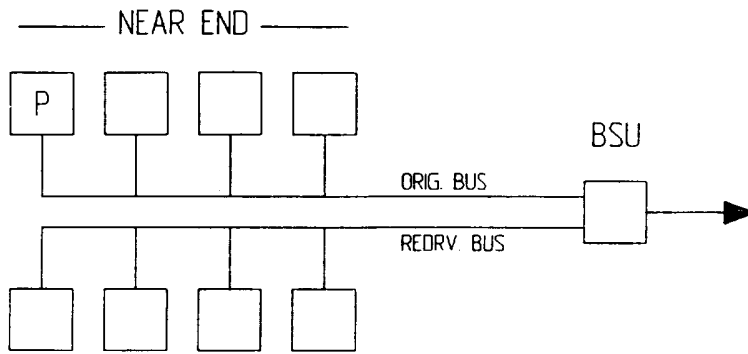 NEAR END
P
BSU
ORIG. BUS
REDRV. BUS